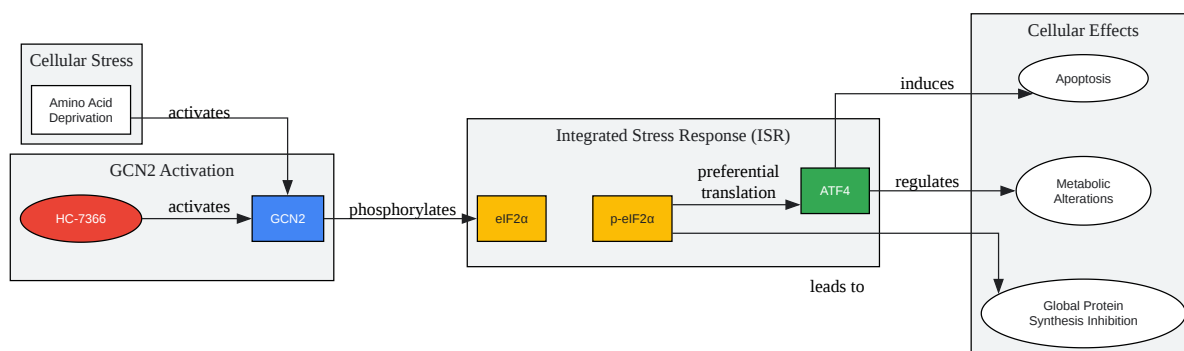 Cellular Stress
Amino Acid
Deprivation
activates
GCN2 Activation
HC-7366
activates
GCN2
phosphorylates
Integrated Stress Response (ISR)
eIF2α
p-eIF2α
preferential
translation
ATF4
induces
regulates
leads to
Cellular Effects
Apoptosis
Metabolic
Alterations
Global Protein
Synthesis Inhibition